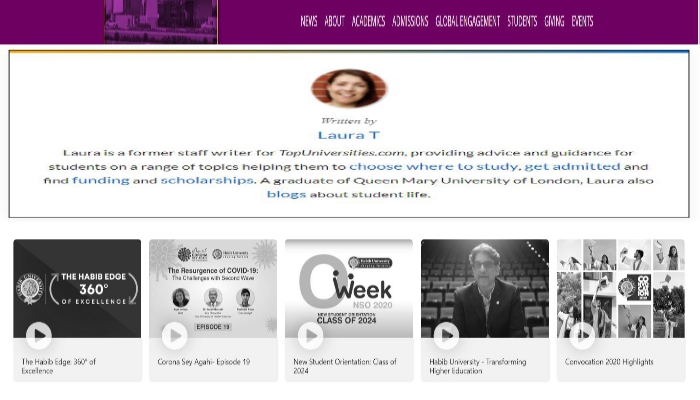 NEWS ABOUT ACADEMICS ADMISSIONS GLOBAL ENGAGEMENT STUDENTS GIVING EVENTS
Written by
Laura T
Laura is a former staff writer for TopUniversities.com, providing advice and guidance for
students on a range of topics helping them to choose where to study, get admitted and
find funding and scholarships. A graduate of Queen Mary University of London, Laura also
blogs about student life.
THE HABIB EDGE
360°
OF EXCELLENCE
Habib University
The Resurgence of COVID-19:
The Challenges with Second Wave
EPISODE 19
Habib University
O Week
NSO 2020
NEW STUDENT ORIENTATION
CLASS OF 2024
The Habib Edge: 360° of
Excellence
Corona Sey Agahi- Episode 19
New Student Orientation: Class of
2024
Habib University - Transforming
Higher Education
Convocation 2020 Highlights